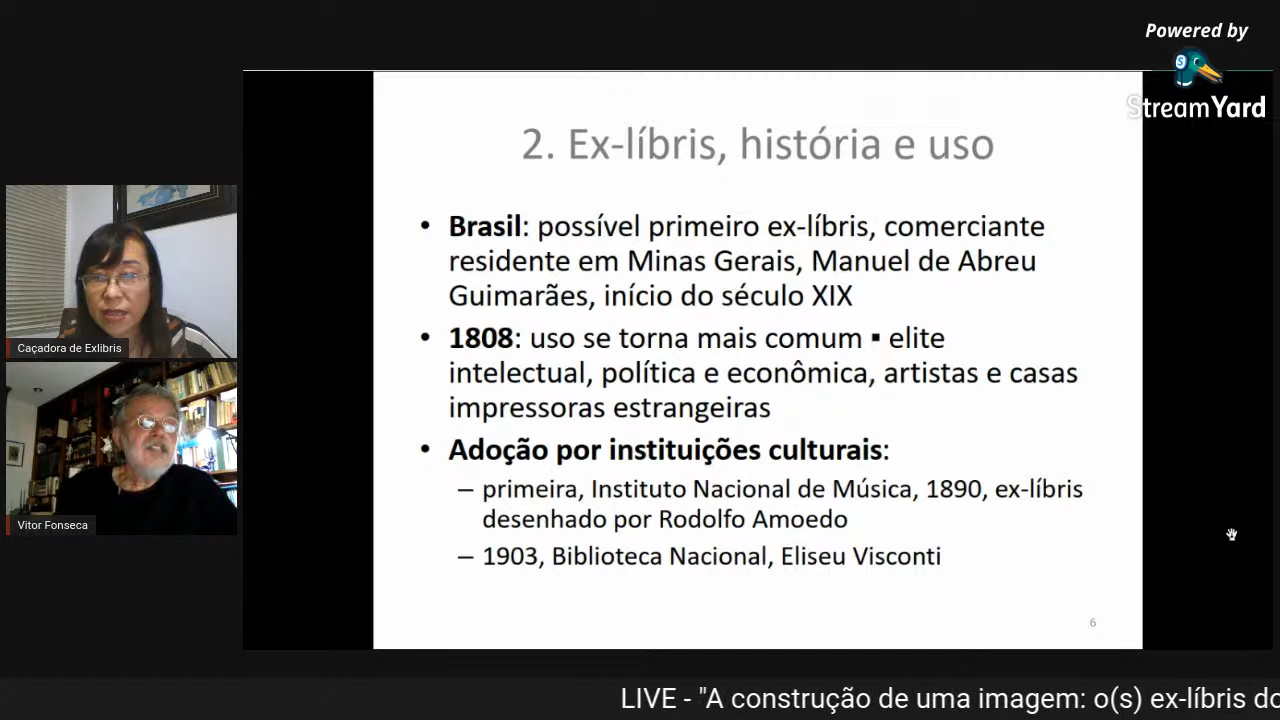 Powered by
StreamYard
2. Ex-líbris, história e uso
• Brasil: possível primeiro ex-líbris, comerciante
residente em Minas Gerais, Manuel de Abreu
Guimarães, início do século XIX
• 1808: uso se torna mais comum ▪ elite
intelectual, política e econômica, artistas e casas
impressoras estrangeiras
• Adoção por instituições culturais:
– primeira, Instituto Nacional de Música, 1890, ex-líbris
desenhado por Rodolfo Amoedo
– 1903, Biblioteca Nacional, Eliseu Visconti
6
Caçadora de Exlibris
Vitor Fonseca
LIVE - "A construção de uma imagem: o(s) ex-líbris do